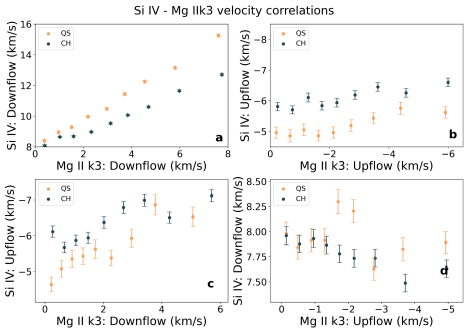 Si IV - Mg IIk3 velocity correlations
Si IV: Downflow (km/s)
16
14
12
10
8
QS
CH
a
0 2 4 6 8
Mg II k3: Downflow (km/s)
Si IV: Upflow (km/s)
−8
−7
−6
−5
QS
CH
b
0 −2 −4 −6
Mg II k3: Upflow (km/s)
Si IV: Upflow (km/s)
−7
−6
−5
QS
CH
c
0 1 2 3 4 5 6
Mg II k3: Downflow (km/s)
Si IV: Downflow (km/s)
8.50
8.25
8.00
7.75
7.50
QS
CH
d
0 −1 −2 −3 −4 −5
Mg II k3: Upflow (km/s)